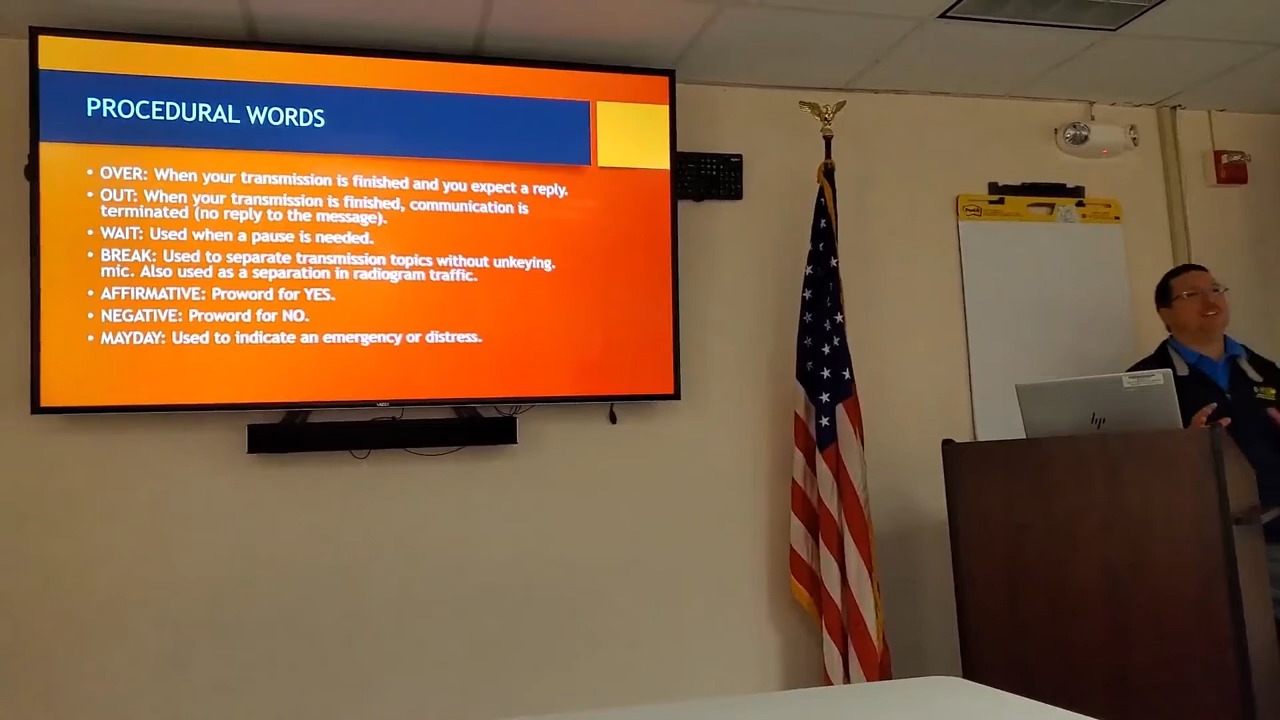 PROCEDURAL WORDS
• OVER: When your transmission is finished and you expect a reply.
• OUT: When your transmission is finished, communication is
terminated (no reply to the message).
• WAIT: Used when a pause is needed.
• BREAK: Used to separate transmission topics without unkeying.
mic. Also used as a separation in radiogram traffic.
• AFFIRMATIVE: Proword for YES.
• NEGATIVE: Proword for NO.
• MAYDAY: Used to indicate an emergency or distress.
VIZIO
Post-it
hp